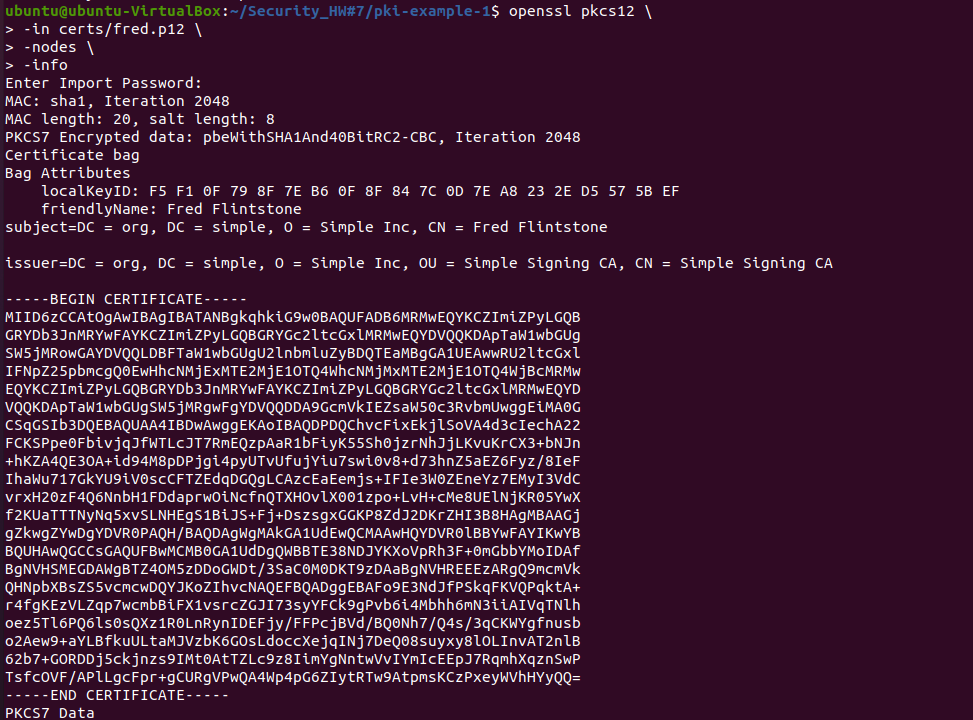 ubuntu@ubuntu-VirtualBox:~/Security_HW#7/pki-example-1$ openssl pkcs12 \
> -in certs/fred.p12 \
> -nodes \
> -info
Enter Import Password:
MAC: sha1, Iteration 2048
MAC length: 20, salt length: 8
PKCS7 Encrypted data: pbeWithSHA1And40BitRC2-CBC, Iteration 2048
Certificate bag
Bag Attributes
    localKeyID: F5 F1 0F 79 8F 7E B6 0F 8F 84 7C 0D 7E A8 23 2E D5 57 5B EF
    friendlyName: Fred Flintstone
subject=DC = org, DC = simple, O = Simple Inc, CN = Fred Flintstone
issuer=DC = org, DC = simple, O = Simple Inc, OU = Simple Signing CA, CN = Simple Signing CA
-----BEGIN CERTIFICATE-----
MIID6zCCAtOgAwIBAgIBATANBgkqhkiG9w0BAQUFADB6MRMwEQYKCZImiZPyLGQB
GRYDb3JnMRYwFAYKCZImiZPyLGQBGRYGc2ltcGxlMRMwEQYDVQQKDApTaW1wbGUg
SW5jMRowGAYDVQQLDBFTaW1wbGUgU2lnbmluZyBDQTEaMBgGA1UEAwwRU2ltcGxl
IFNpZ25pbmcgQ0EwHhcNMjExMTE2MjE1OTQ4WhcNMjMxMTE2MjE1OTQ4WjBcMRMw
EQYKCZImiZPyLGQBGRYDb3JnMRYwFAYKCZImiZPyLGQBGRYGc2ltcGxlMRMwEQYD
VQQKDApTaW1wbGUgSW5jMRgwFgYDVQQDDA9GcmVkIEZsaW50c3RvbmUwggEiMA0G
CSqGSIb3DQEBAQUAA4IBDwAwggEKAoIBAQDPDQChvcFixEkjlSoVA4d3cIechA22
FCKSPpe0FbivjqJfWTLcJT7RmEQzpAaR1bFiyK55Sh0jzrNhJjLKvuKrCX3+bNJn
+hKZA4QE3OA+id94M8pDPjgi4pyUTvUfujYiu7swi0v8+d73hnZ5aEZ6Fyz/8IeF
IhaWu717GkYU9iV0scCFTZEdqDGQgLCAzcEaEemjs+IFIe3W0ZEneYz7EMyI3VdC
vrxH20zF4Q6NnbH1FDdaprwOiNcfnQTXHOvlX001zpo+LvH+cMe8UElNjKR05YwX
f2KUaTTTNyNq5xvSLNHEgS1BiJS+Fj+DszsgxGGKP8ZdJ2DKrZHI3B8HAgMBAAGj
gZkwgZYwDgYDVR0PAQH/BAQDAgWgMAkGA1UdEwQCMAAwHQYDVR0lBBYwFAYIKwYB
BQUHAwQGCCsGAQUFBwMCMB0GA1UdDgQWBBTE38NDJYKXoVpRh3F+0mGbbYMoIDAf
BgNVHSMEGDAWgBTZ4OM5zDDoGWDt/3SaC0M0DKT9zDAaBgNVHREEEzARgQ9mcmVk
QHNpbXBsZS5vcmcwDQYJKoZIhvcNAQEFBQADggEBAFo9E3NdJfPSkqFKVQPqktA+
r4fgKEzVLZqp7wcmbBiFX1vsrcZGJI73syYFCk9gPvb6i4Mbhh6mN3iiAIVqTNlh
oez5Tl6PQ6ls0sQXz1R0LnRynIDEFjy/FFPcjBVd/BQ0Nh7/Q4s/3qCKWYgfnusb
o2Aew9+aYLBfkuULtaMJVzbK6GOsLdoccXejqINj7DeQ08suyxy8lOLInvAT2nlB
62b7+GORDDj5ckjnzs9IMt0AtTZLc9z8IimYgNntwVvIYmIcEEpJ7RqmhXqznSwP
TsfcOVF/APlLgcFpr+gCURgVPwQA4Wp4pG6ZIytRTw9AtpmsKCzPxeyWVhHYyQQ=
-----END CERTIFICATE-----
PKCS7 Data